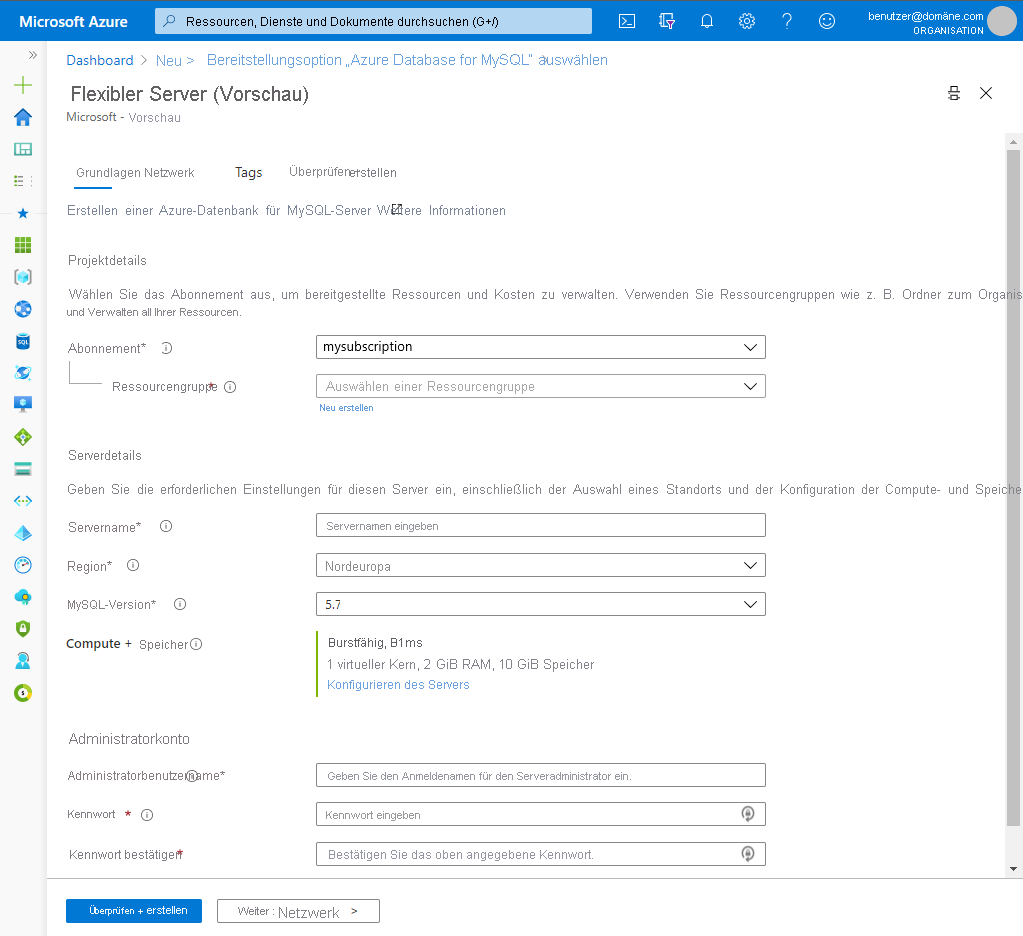 Microsoft Azure
Ressourcen, Dienste und Dokumente durchsuchen (G+/)
benutzer@domäne.com
ORGANISATION
Dashboard > Neu > Bereitstellungsoption „Azure Database for MySQL" auswählen
Flexibler Server (Vorschau)
Microsoft - Vorschau
Grundlagen Netzwerk Tags Überprüfen+erstellen
Erstellen einer Azure-Datenbank für MySQL-Server Weitere Informationen
Projektdetails
Wählen Sie das Abonnement aus, um bereitgestellte Ressourcen und Kosten zu verwalten. Verwenden Sie Ressourcengruppen wie z. B. Ordner zum Organis
und Verwalten all Ihrer Ressourcen.
Abonnement*
mysubscription
Ressourcengruppe*
Auswählen einer Ressourcengruppe
Neu erstellen
Serverdetails
Geben Sie die erforderlichen Einstellungen für diesen Server ein, einschließlich der Auswahl eines Standorts und der Konfiguration der Compute- und Speiche
Servername*
Servernamen eingeben
Region*
Nordeuropa
MySQL-Version*
5.7
Compute + Speicher
Burstfähig, B1ms
1 virtueller Kern, 2 GiB RAM, 10 GiB Speicher
Konfigurieren des Servers
Administratorkonto
Administratorbenutzername*
Geben Sie den Anmeldenamen für den Serveradministrator ein.
Kennwort *
Kennwort eingeben
Kennwort bestätigen*
Bestätigen Sie das oben angegebene Kennwort.
Überprüfen + erstellen
Weiter : Netzwerk >